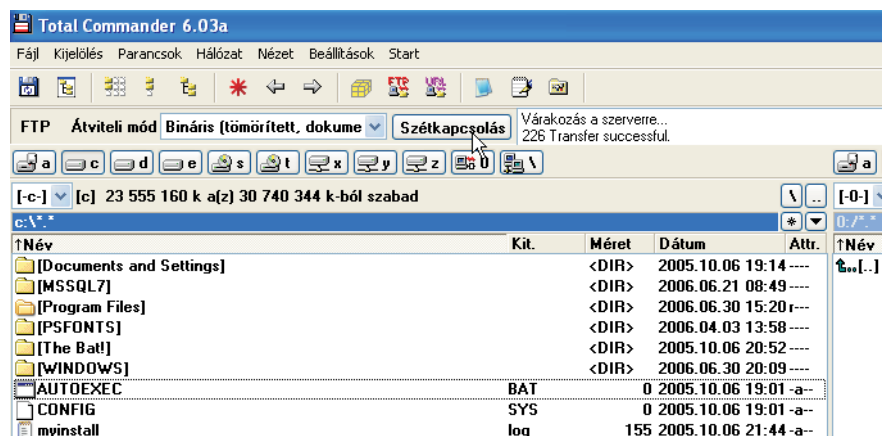 Total Commander 6.03a
Fájl Kijelölés Parancsok Hálózat Nézet Beállítások Start
FTP Átviteli mód Bináris (tömörített, dokume Szétkapcsolás
Várakozás a szerverre...
226 Transfer successful.
a c d e s t x y z 0 \ a
[-c-] [c] 23 555 160 k a(z) 30 740 344 k-ból szabad \ .. [-0-]
c:\*.* * 0:/*.*
↑Név Kit. Méret Dátum Attr. ↑Név
[Documents and Settings] <DIR> 2005.10.06 19:14 ---- [..]
[MSSQL7] <DIR> 2006.06.21 08:49 ----
[Program Files] <DIR> 2006.06.30 15:20 r---
[PSFONTS] <DIR> 2006.04.03 13:58 ----
[The Bat!] <DIR> 2005.10.06 20:52 ----
[WINDOWS] <DIR> 2006.06.30 20:09 ----
AUTOEXEC BAT 0 2005.10.06 19:01 -a--
CONFIG SYS 0 2005.10.06 19:01 -a--
myinstall log 155 2005.10.06 21:44 -a--